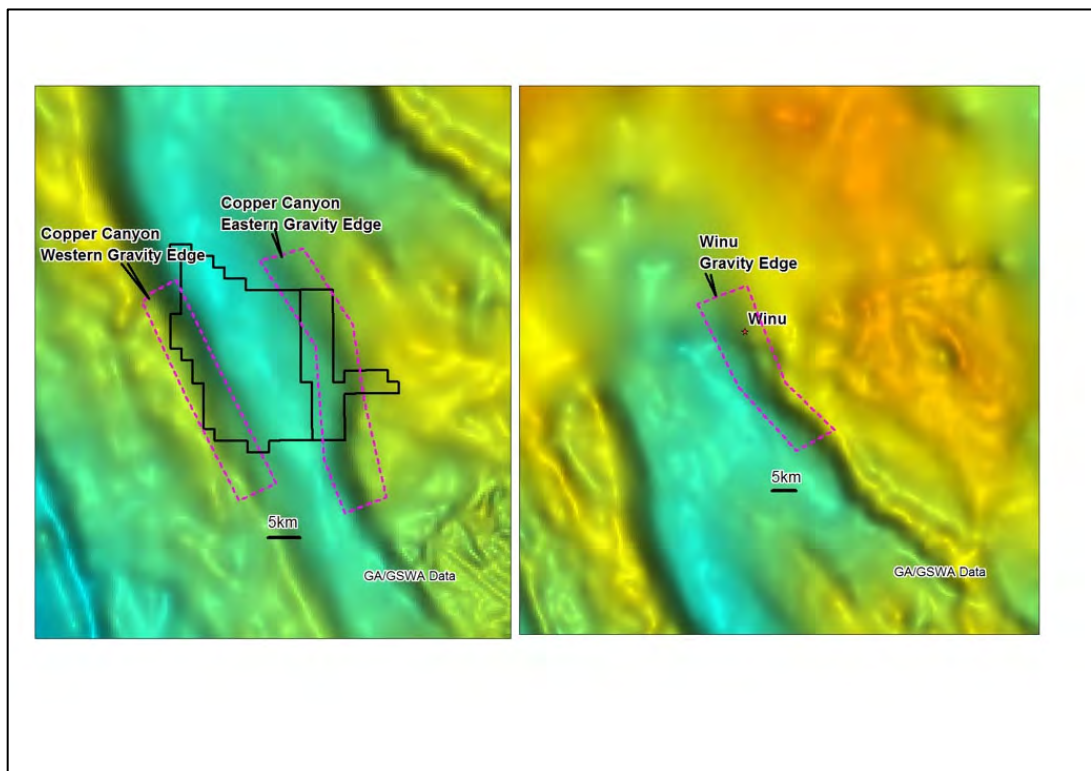 Copper Canyon
Western Gravity Edge
Copper Canyon
Eastern Gravity Edge
5km
GA/GSWA Data
Winu
Gravity Edge
Winu
5km
GA/GSWA Data